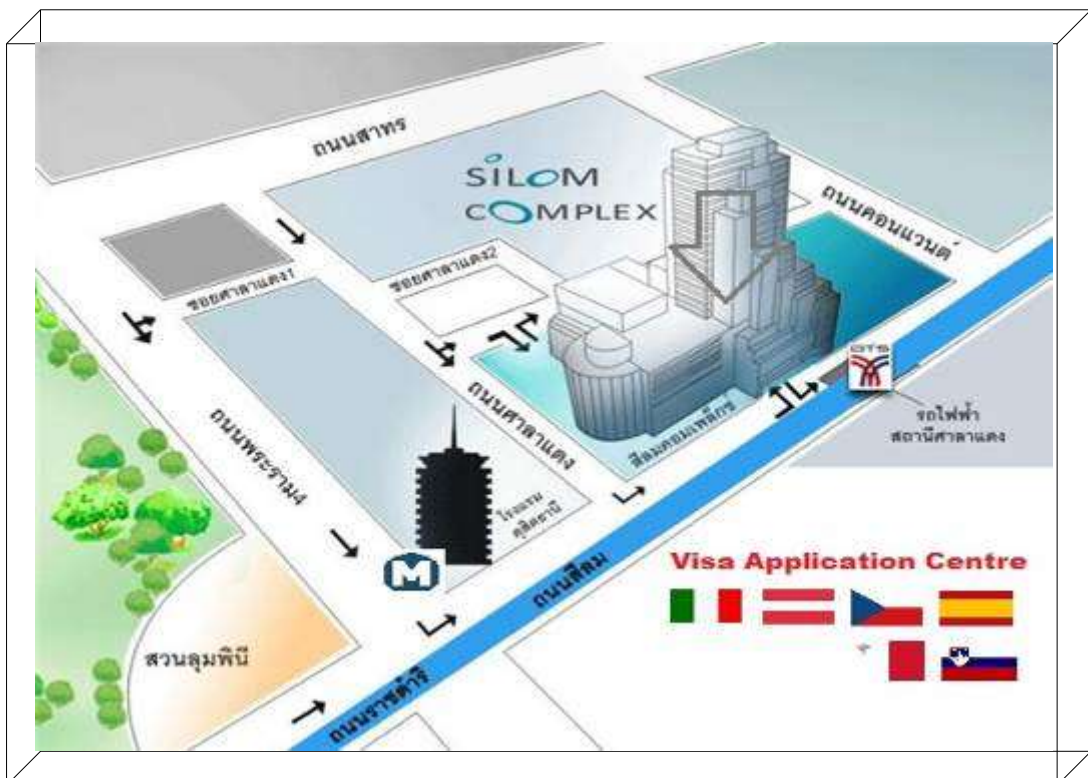 ถนนสาทร
SILOM
COMPLEX
ถนนคอนแวนต์
ซอยศาลาแดง1
ซอยศาลาแดง2
BTS
รถไฟฟ้า
สถานีศาลาแดง
ถนนศาลาแดง
สีลมคอมเพล็กซ์
ถนนพระราม4
โรงแรม
ดุสิตธานี
M
ถนนสีลม
Visa Application Centre
สวนลุมพินี
ถนนราชดำริ